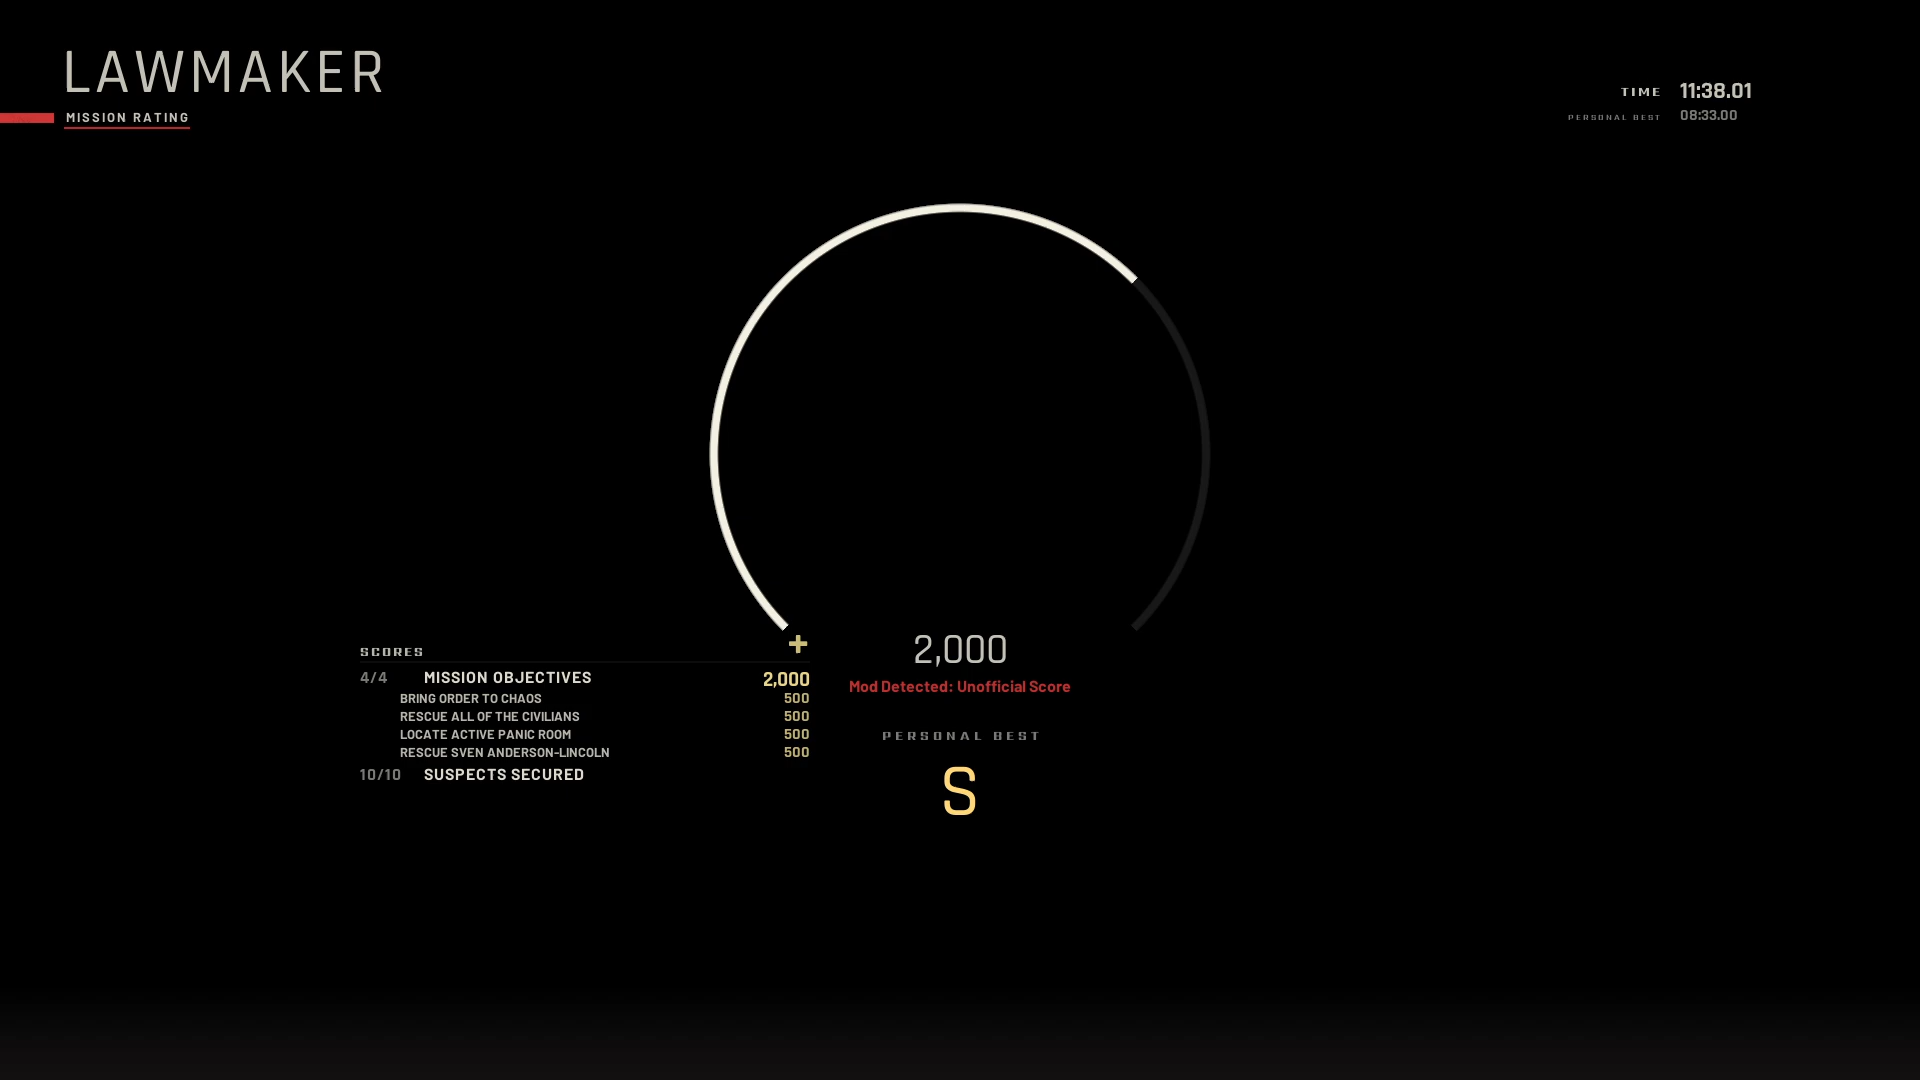 LAWMAKER
MISSION RATING
TIME 11:38.01
PERSONAL BEST 08:33.00
SCORES +
4/4 MISSION OBJECTIVES 2,000
BRING ORDER TO CHAOS 500
RESCUE ALL OF THE CIVILIANS 500
LOCATE ACTIVE PANIC ROOM 500
RESCUE SVEN ANDERSON-LINCOLN 500
10/10 SUSPECTS SECURED
2,000
Mod Detected: Unofficial Score
PERSONAL BEST
S